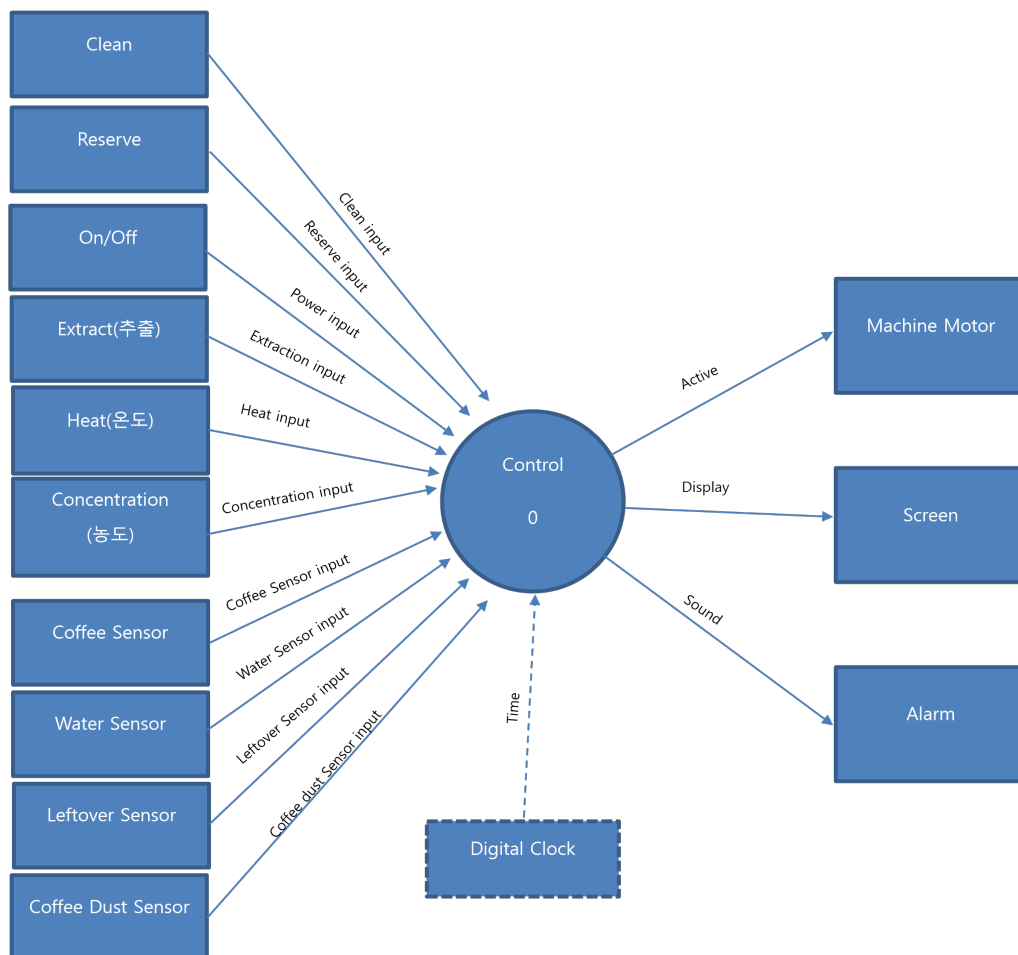 Clean
Reserve
On/Off
Extract(추출)
Heat(온도)
Concentration
(농도)
Coffee Sensor
Water Sensor
Leftover Sensor
Coffee Dust Sensor
Clean input
Reserve input
Power input
Extraction input
Heat input
Concentration input
Coffee Sensor input
Water Sensor input
Leftover Sensor input
Coffee dust Sensor input
Control
0
Time
Digital Clock
Active
Display
Sound
Machine Motor
Screen
Alarm